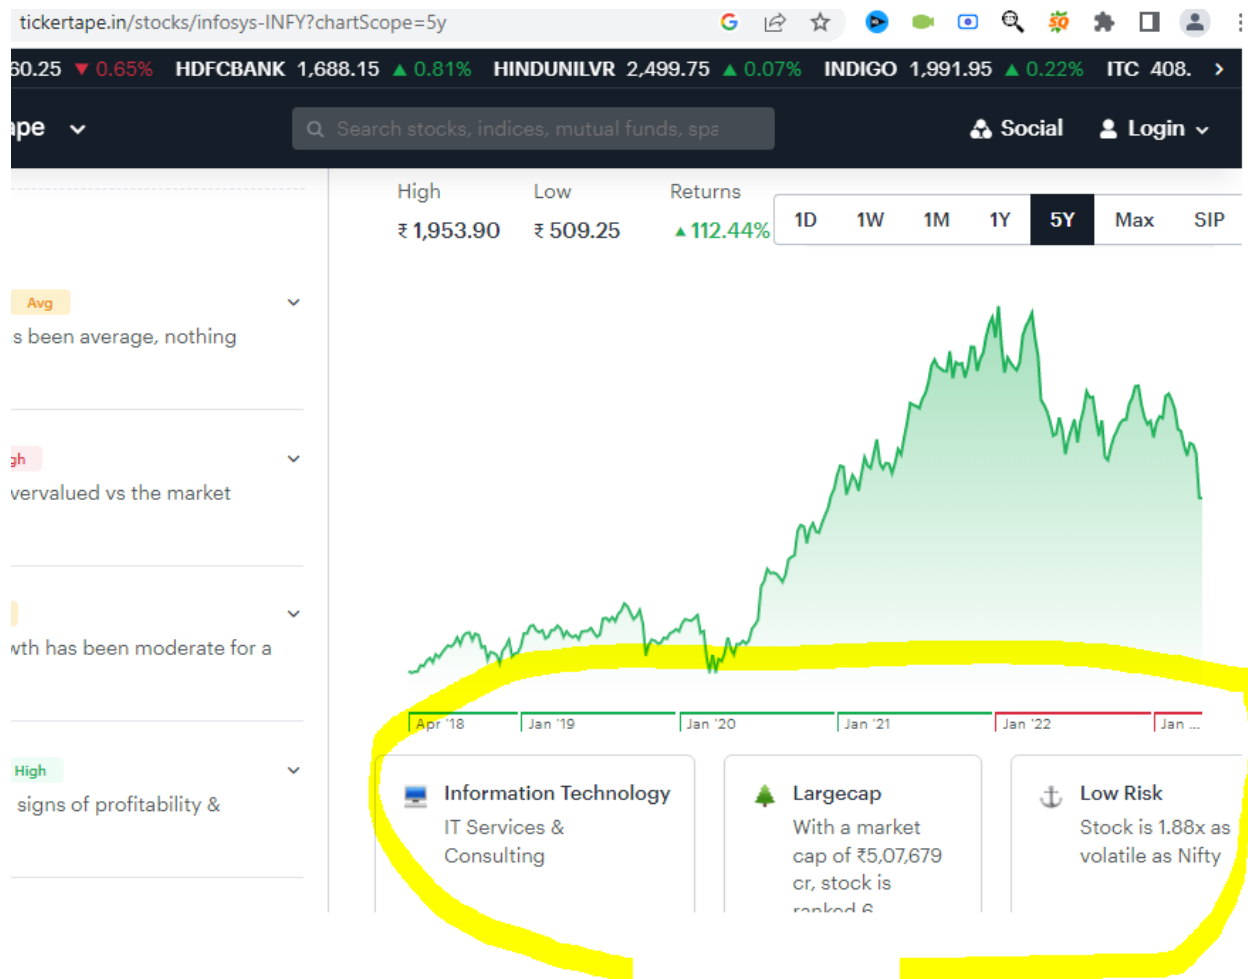 tickertape.in/stocks/infosys-INFY?chartScope=5y
60.25 ▼ 0.65% HDFCBANK 1,688.15 ▲ 0.81% HINDUNILVR 2,499.75 ▲ 0.07% INDIGO 1,991.95 ▲ 0.22% ITC 408.
ape Search stocks, indices, mutual funds, spa Social Login
High Low Returns
₹ 1,953.90 ₹ 509.25 ▲ 112.44%
1D 1W 1M 1Y 5Y Max SIP
Avg
s been average, nothing
gh
vervalued vs the market
wth has been moderate for a
High
signs of profitability &
Apr '18 Jan '19 Jan '20 Jan '21 Jan '22 Jan ...
Information Technology
IT Services &
Consulting
Largecap
With a market
cap of ₹5,07,679
cr, stock is
ranked 6
Low Risk
Stock is 1.88x as
volatile as Nifty